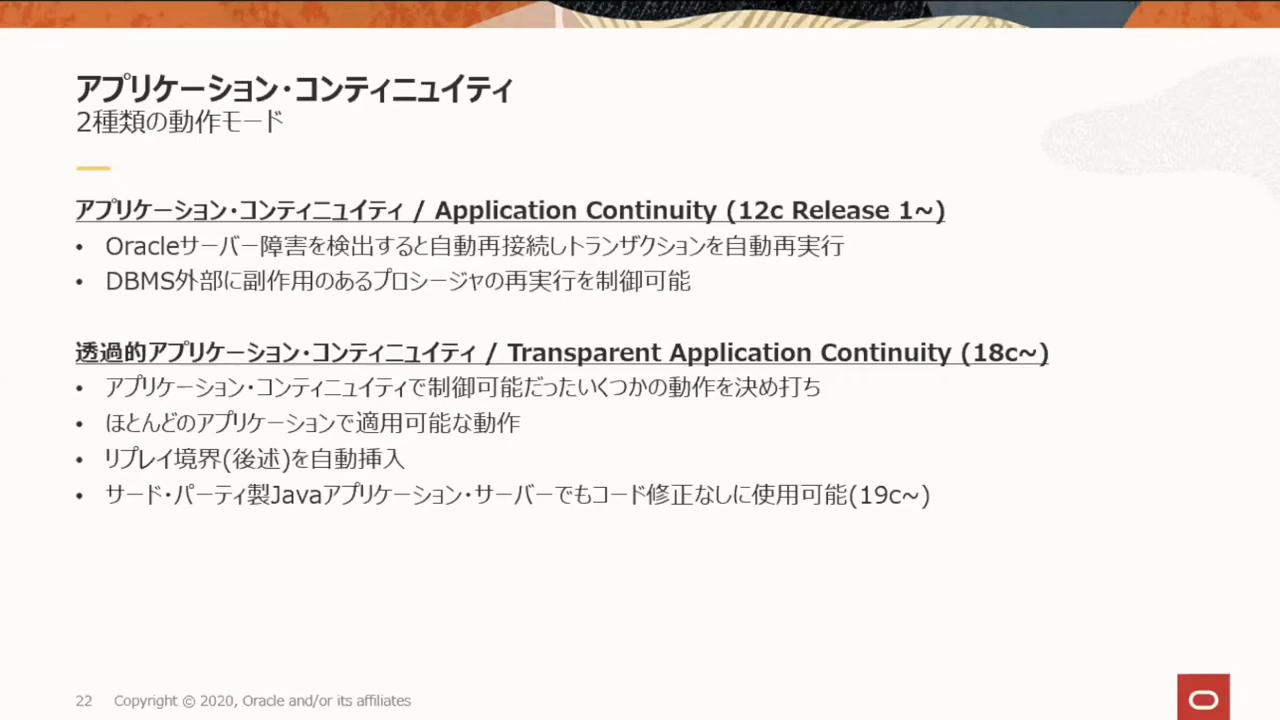 アプリケーション・コンティニュイティ
2種類の動作モード
アプリケーション・コンティニュイティ / Application Continuity (12c Release 1~)
• Oracleサーバー障害を検出すると自動再接続しトランザクションを自動再実行
• DBMS外部に副作用のあるプロシージャの再実行を制御可能
透過的アプリケーション・コンティニュイティ / Transparent Application Continuity (18c~)
• アプリケーション・コンティニュイティで制御可能だったいくつかの動作を決め打ち
• ほとんどのアプリケーションで適用可能な動作
• リプレイ境界(後述)を自動挿入
• サード・パーティ製Javaアプリケーション・サーバーでもコード修正なしに使用可能(19c~)
22 Copyright © 2020, Oracle and/or its affiliates